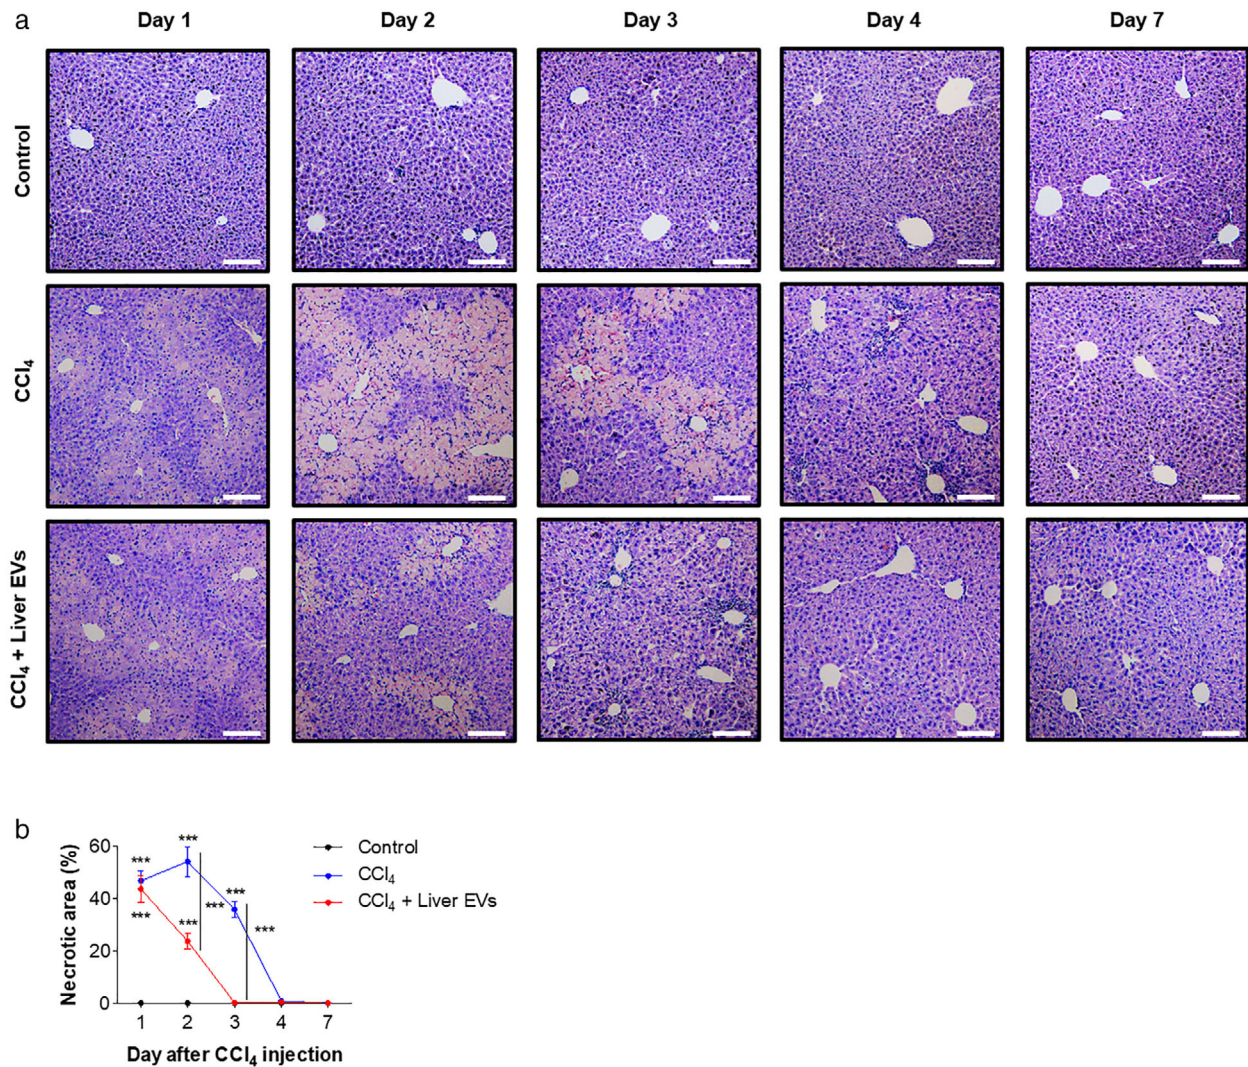 a
Day 1 Day 2 Day 3 Day 4 Day 7
Control
CCl₄
CCl₄ + Liver EVs
b
Necrotic area (%)
60
40
20
0
***
***
***
***
***
***
***
Control
CCl₄
CCl₄ + Liver EVs
1 2 3 4 7
Day after CCl₄ injection